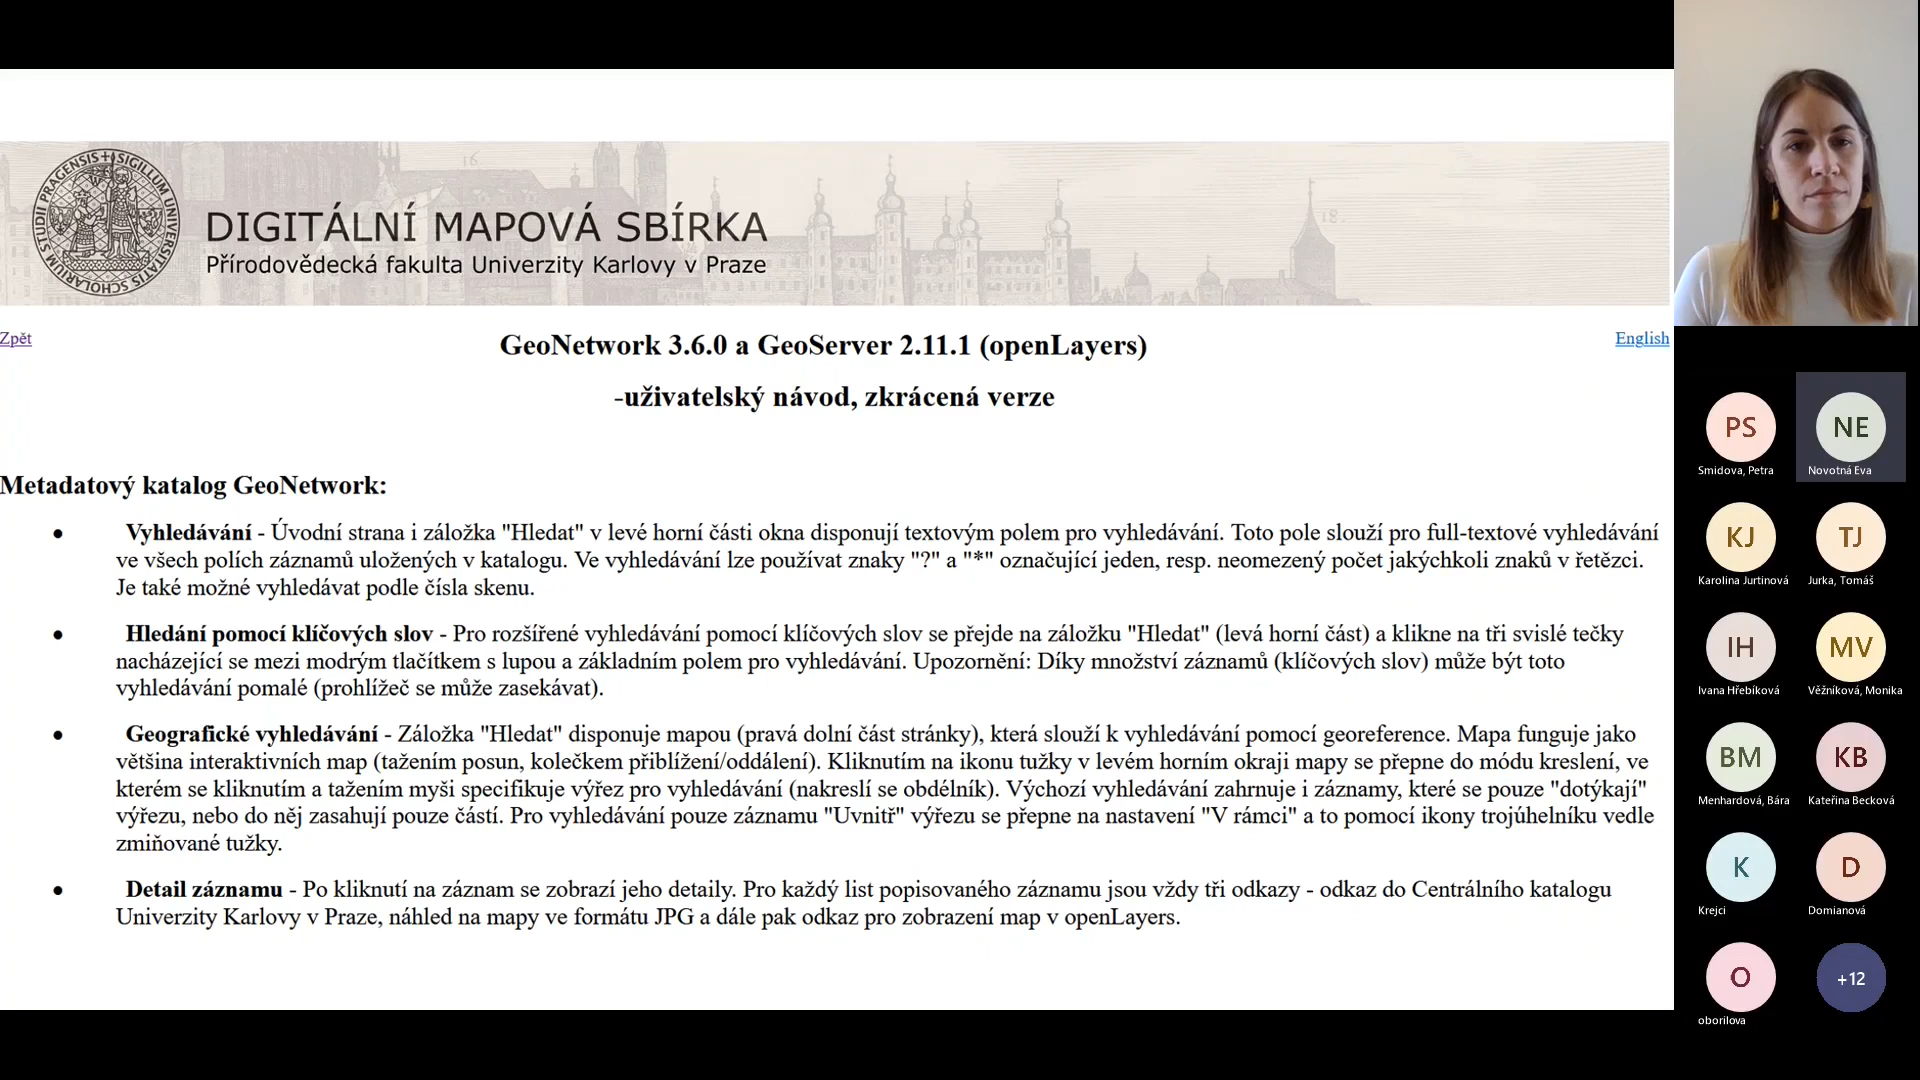 SIGILLUM UNIVERSITATIS SCHOLARIUM STUDII PRAGENSIS
16.
18.
DIGITÁLNÍ MAPOVÁ SBÍRKA
Přírodovědecká fakulta Univerzity Karlovy v Praze
Zpět
English
GeoNetwork 3.6.0 a GeoServer 2.11.1 (openLayers)
-uživatelský návod, zkrácená verze
Metadatový katalog GeoNetwork:
• Vyhledávání - Úvodní strana i záložka "Hledat" v levé horní části okna disponují textovým polem pro vyhledávání. Toto pole slouží pro full-textové vyhledávání
ve všech polích záznamů uložených v katalogu. Ve vyhledávání lze používat znaky "?" a "*" označující jeden, resp. neomezený počet jakýchkoli znaků v řetězci.
Je také možné vyhledávat podle čísla skenu.
• Hledání pomocí klíčových slov - Pro rozšířené vyhledávání pomocí klíčových slov se přejde na záložku "Hledat" (levá horní část) a klikne na tři svislé tečky
nacházející se mezi modrým tlačítkem s lupou a základním polem pro vyhledávání. Upozornění: Díky množství záznamů (klíčových slov) může být toto
vyhledávání pomalé (prohlížeč se může zasekávat).
• Geografické vyhledávání - Záložka "Hledat" disponuje mapou (pravá dolní část stránky), která slouží k vyhledávání pomocí georeference. Mapa funguje jako
většina interaktivních map (tažením posun, kolečkem přiblížení/oddálení). Kliknutím na ikonu tužky v levém horním okraji mapy se přepne do módu kreslení, ve
kterém se kliknutím a tažením myši specifikuje výřez pro vyhledávání (nakreslí se obdélník). Výchozí vyhledávání zahrnuje i záznamy, které se pouze "dotýkají"
výřezu, nebo do něj zasahují pouze částí. Pro vyhledávání pouze záznamu "Uvnitř" výřezu se přepne na nastavení "V rámci" a to pomocí ikony trojúhelníku vedle
zmiňované tužky.
• Detail záznamu - Po kliknutí na záznam se zobrazí jeho detaily. Pro každý list popisovaného záznamu jsou vždy tři odkazy - odkaz do Centrálního katalogu
Univerzity Karlovy v Praze, náhled na mapy ve formátu JPG a dále pak odkaz pro zobrazení map v openLayers.
PS
Smidova, Petra
NE
Novotná Eva
KJ
Karolina Jurtinová
TJ
Jurka, Tomáš
IH
Ivana Hřebíková
MV
Věžníková, Monika
BM
Menhardová, Bára
KB
Kateřina Becková
K
Krejci
D
Domianová
O
oborilova
+12